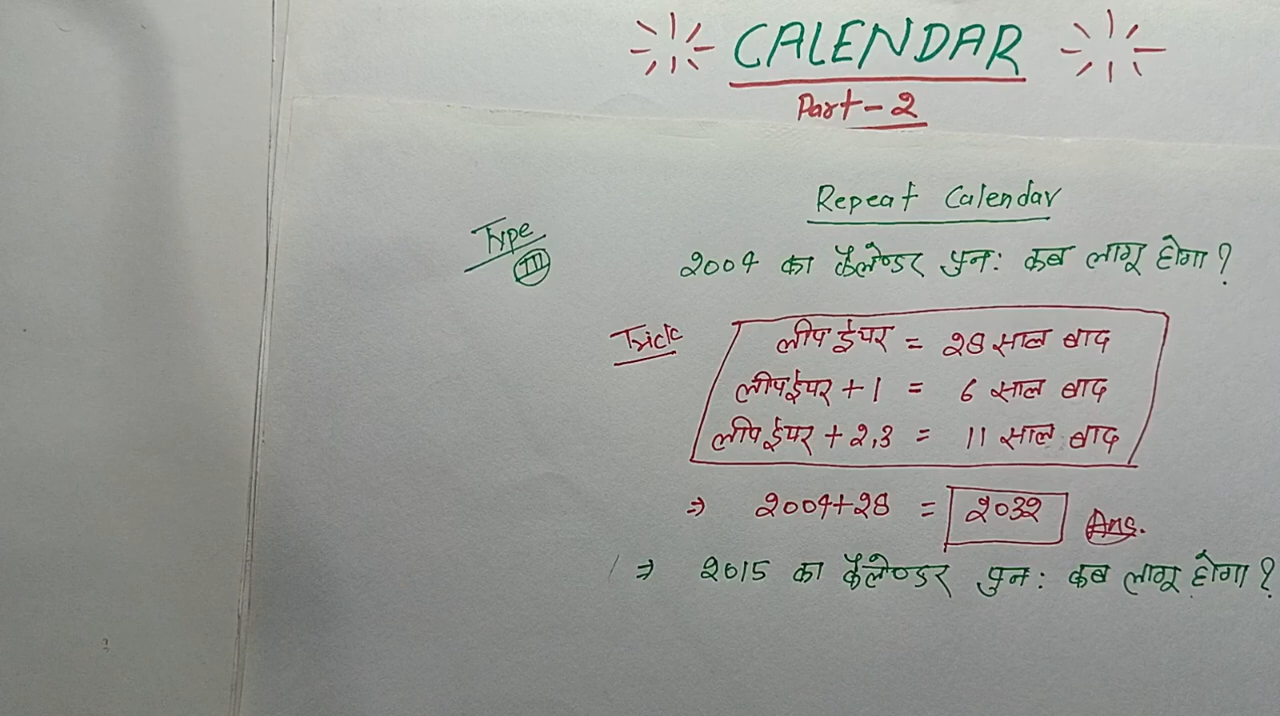 CALENDAR
Part-2
Repeat Calendar
Type III
2004 का कैलेण्डर पुन: कब लागू होगा ?
Trick
लीप ईयर = 28 साल बाद
लीप ईयर + 1 = 6 साल बाद
लीप ईयर + 2,3 = 11 साल बाद
⇒ 2004+28 = 2032 Ans.
⇒ 2015 का कैलेण्डर पुन: कब लागू होगा ?